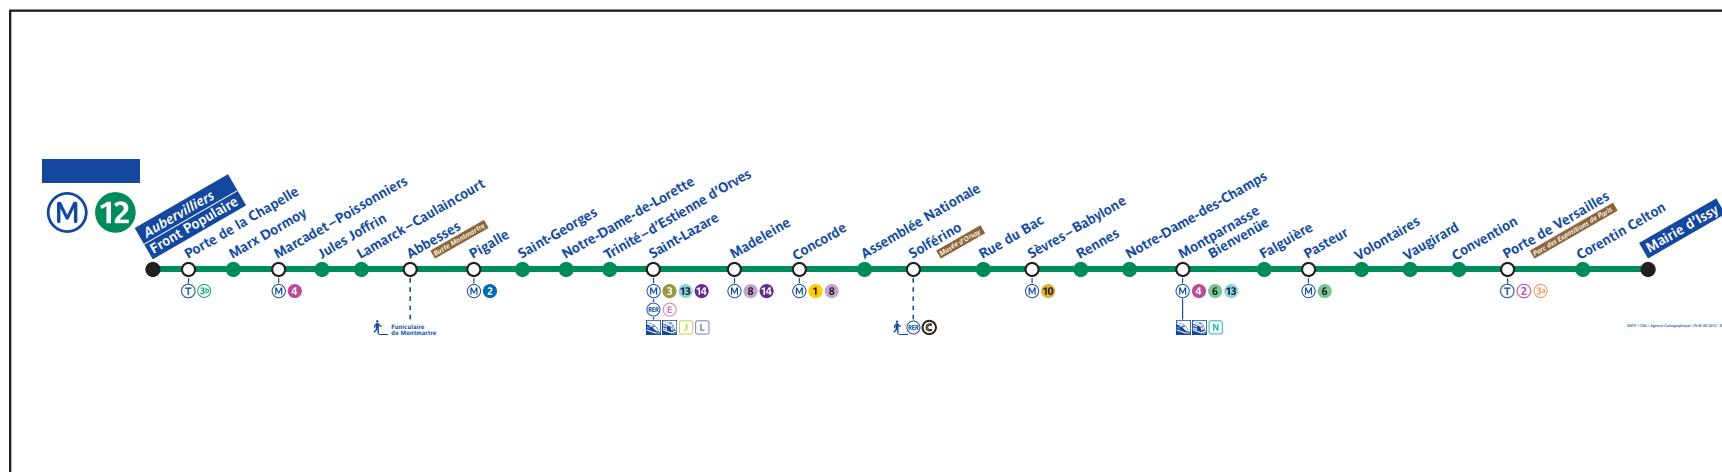 M 12
Aubervilliers
Front Populaire
Porte de la Chapelle
T 3b
Marx Dormoy
Marcadet–Poissonniers
M 4
Jules Joffrin
Lamarck–Caulaincourt
Abbesses
Butte Montmartre
Funiculaire
de Montmartre
Pigalle
M 2
Saint-Georges
Notre-Dame-de-Lorette
Trinité–d'Estienne d'Orves
Saint-Lazare
M 3 13 14
RER E
J L
Madeleine
M 8 14
Concorde
M 1 8
Assemblée Nationale
Solférino
Musée d'Orsay
RER C
Rue du Bac
Sèvres–Babylone
M 10
Rennes
Notre-Dame-des-Champs
Montparnasse
Bienvenüe
M 4 6 13
N
Falguière
Pasteur
M 6
Volontaires
Vaugirard
Convention
Porte de Versailles
Parc des Expositions de Paris
T 2 3a
Corentin Celton
Mairie d'Issy